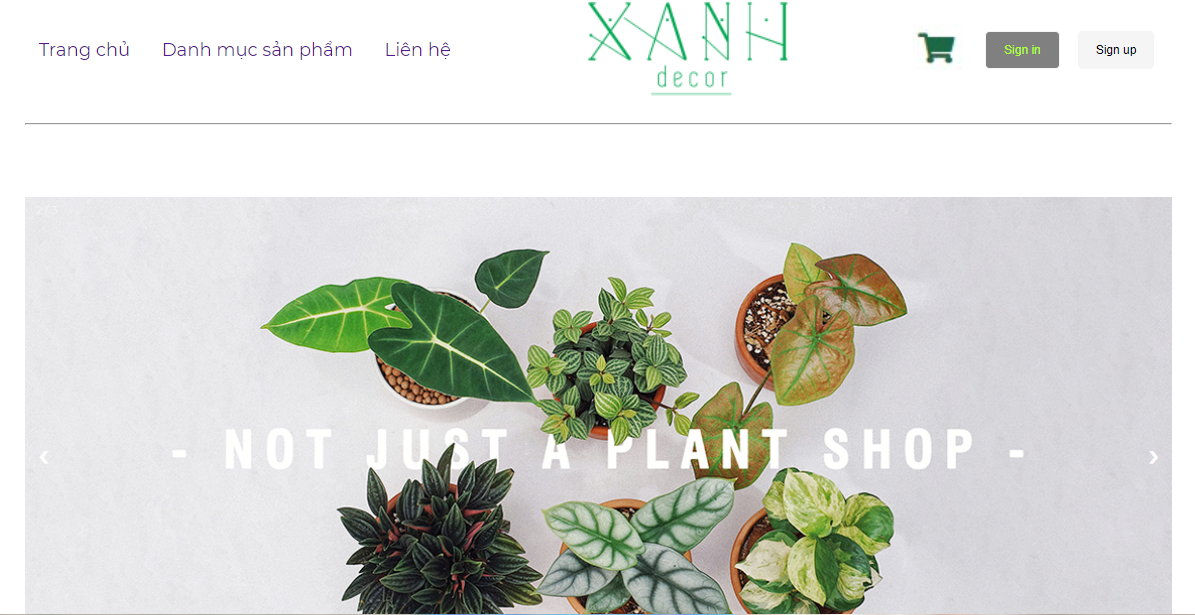 Trang chủ Danh mục sản phẩm Liên hệ
XANH
decor
Sign in Sign up
2 / 3
- NOT JUST A PLANT SHOP -